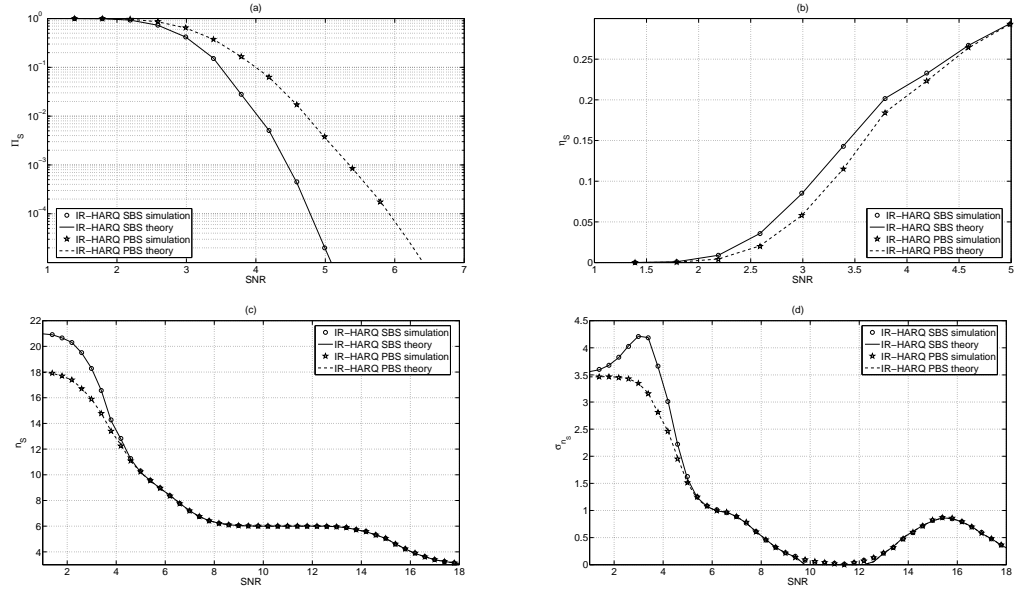 (a)
10^0
10^-1
10^-2
10^-3
10^-4
Π_S
1 2 3 4 5 6 7
SNR
IR-HARQ SBS simulation
IR-HARQ SBS theory
IR-HARQ PBS simulation
IR-HARQ PBS theory
(b)
0.25
0.2
0.15
0.1
0.05
0
η_S
1 1.5 2 2.5 3 3.5 4 4.5 5
SNR
IR-HARQ SBS simulation
IR-HARQ SBS theory
IR-HARQ PBS simulation
IR-HARQ PBS theory
(c)
22
20
18
16
14
12
10
8
6
4
n_S
2 4 6 8 10 12 14 16 18
SNR
IR-HARQ SBS simulation
IR-HARQ SBS theory
IR-HARQ PBS simulation
IR-HARQ PBS theory
(d)
4.5
4
3.5
3
2.5
2
1.5
1
0.5
0
σ_n_S
2 4 6 8 10 12 14 16 18
SNR
IR-HARQ SBS simulation
IR-HARQ SBS theory
IR-HARQ PBS simulation
IR-HARQ PBS theory